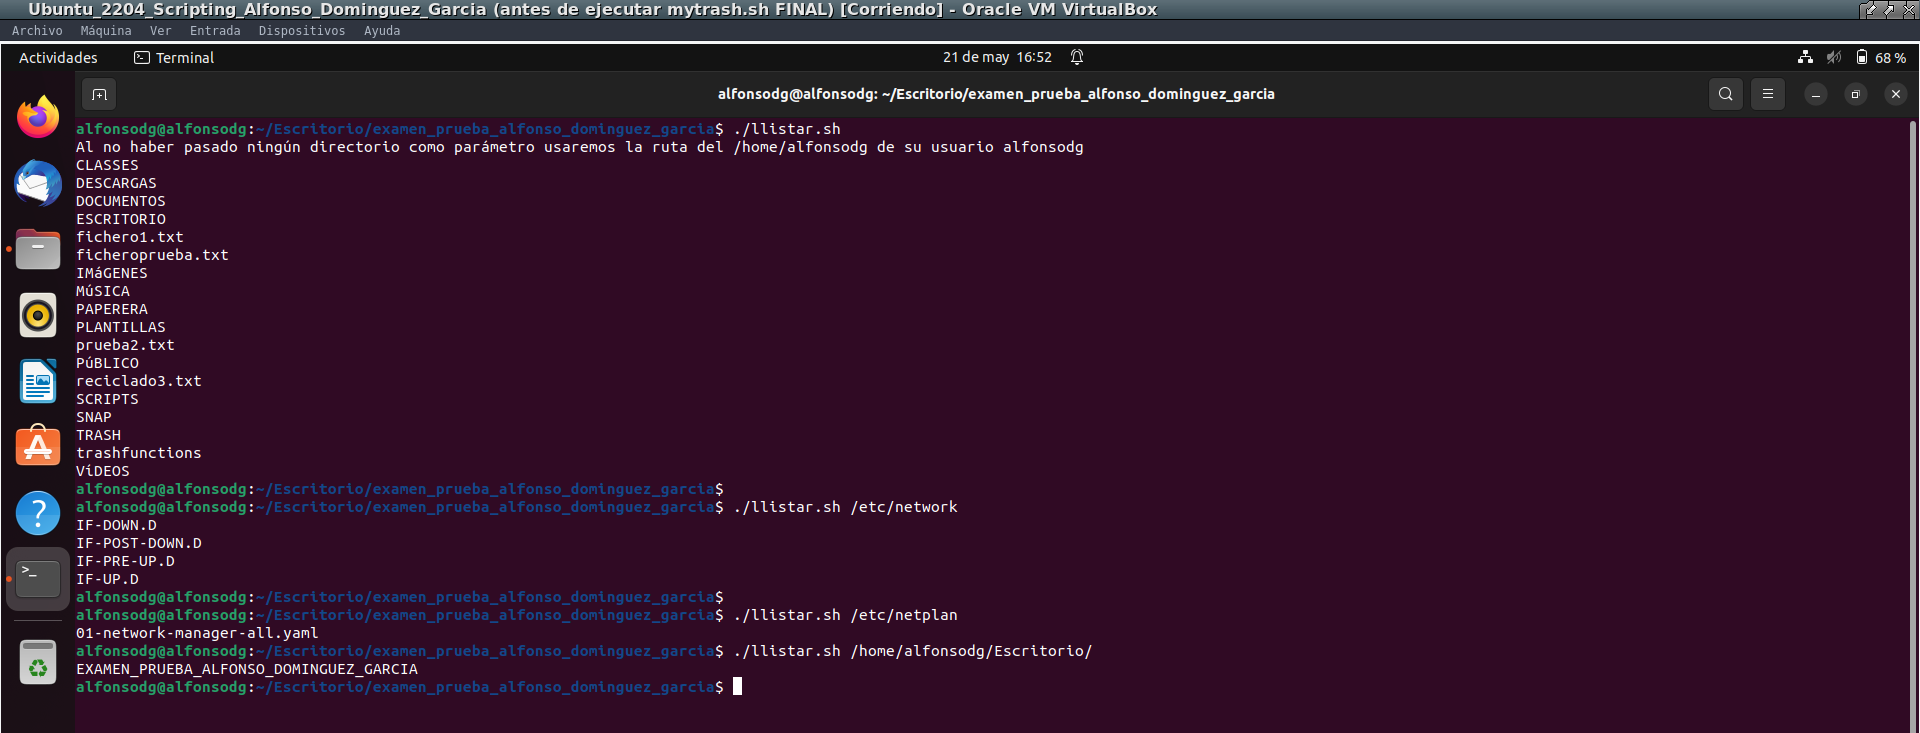 Ubuntu_2204_Scripting_Alfonso_Dominguez_Garcia (antes de ejecutar mytrash.sh FINAL) [Corriendo] - Oracle VM VirtualBox
Archivo Máquina Ver Entrada Dispositivos Ayuda
Actividades Terminal 21 de may 16:52 68 %
alfonsodg@alfonsodg: ~/Escritorio/examen_prueba_alfonso_dominguez_garcia
alfonsodg@alfonsodg:~/Escritorio/examen_prueba_alfonso_dominguez_garcia$ ./llistar.sh
Al no haber pasado ningún directorio como parámetro usaremos la ruta del /home/alfonsodg de su usuario alfonsodg
CLASSES
DESCARGAS
DOCUMENTOS
ESCRITORIO
fichero1.txt
ficheroprueba.txt
IMáGENES
MúSICA
PAPERERA
PLANTILLAS
prueba2.txt
PúBLICO
reciclado3.txt
SCRIPTS
SNAP
TRASH
trashfunctions
VíDEOS
alfonsodg@alfonsodg:~/Escritorio/examen_prueba_alfonso_dominguez_garcia$
alfonsodg@alfonsodg:~/Escritorio/examen_prueba_alfonso_dominguez_garcia$ ./llistar.sh /etc/network
IF-DOWN.D
IF-POST-DOWN.D
IF-PRE-UP.D
IF-UP.D
alfonsodg@alfonsodg:~/Escritorio/examen_prueba_alfonso_dominguez_garcia$
alfonsodg@alfonsodg:~/Escritorio/examen_prueba_alfonso_dominguez_garcia$ ./llistar.sh /etc/netplan
01-network-manager-all.yaml
alfonsodg@alfonsodg:~/Escritorio/examen_prueba_alfonso_dominguez_garcia$ ./llistar.sh /home/alfonsodg/Escritorio/
EXAMEN_PRUEBA_ALFONSO_DOMINGUEZ_GARCIA
alfonsodg@alfonsodg:~/Escritorio/examen_prueba_alfonso_dominguez_garcia$